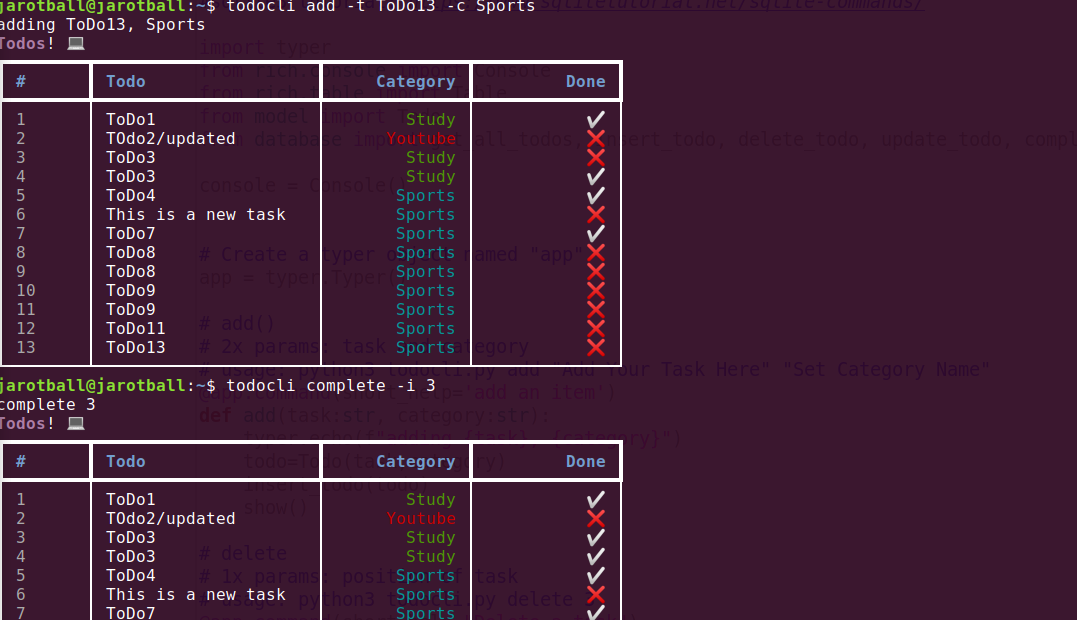 jarotball@jarotball:~$ todocli add -t ToDo13 -c Sports
adding ToDo13, Sports
Todos! 💻
# Todo Category Done
1 ToDo1 Study ✔
2 TOdo2/updated Youtube ❌
3 ToDo3 Study ❌
4 ToDo3 Study ✔
5 ToDo4 Sports ✔
6 This is a new task Sports ❌
7 ToDo7 Sports ✔
8 ToDo8 Sports ❌
9 ToDo8 Sports ❌
10 ToDo9 Sports ❌
11 ToDo9 Sports ❌
12 ToDo11 Sports ❌
13 ToDo13 Sports ❌
jarotball@jarotball:~$ todocli complete -i 3
complete 3
Todos! 💻
# Todo Category Done
1 ToDo1 Study ✔
2 TOdo2/updated Youtube ❌
3 ToDo3 Study ✔
4 ToDo3 Study ✔
5 ToDo4 Sports ✔
6 This is a new task Sports ❌
7 ToDo7 Sports ✔
sqlitetutorial.net/sqlite-commands/
import typer
from rich.console import Console
from rich.table import Table
from model import
database all_todos, insert_todo, delete_todo, update_todo,
console = Console(
# Create a typer object named "app"
app = typer.Typer(
# add()
# 2x params: task and category
# usage: python3 todocli.py add "Add Your Task Here" "Set Category Name"
@app.command(short_help='add an item')
def add(task:str, category:str):
typer.echo(f"adding {task}, {category}")
todo=Todo(task, category)
insert_todo(todo)
show()
# delete
# 1x params: position of task
# usage: python3 todocli.py delete